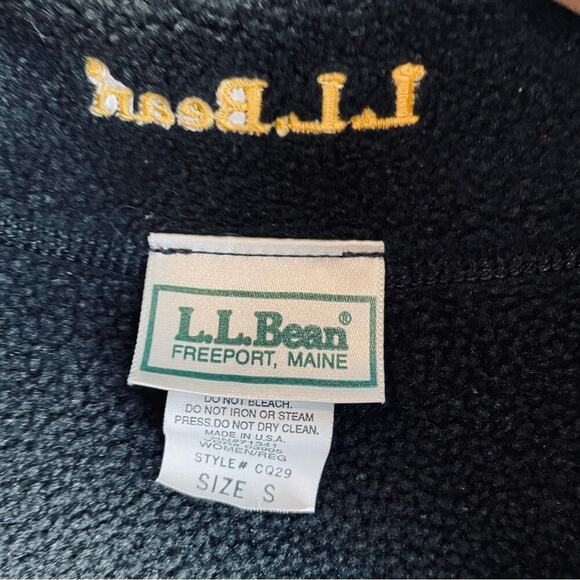 L.L.Bean
L.L.Bean®
FREEPORT, MAINE
DO NOT BLEACH.
DO NOT IRON OR STEAM
PRESS.DO NOT DRY CLEAN.
MADE IN U.S.A.
WOMEN/REG
STYLE# CQ29
SIZE S